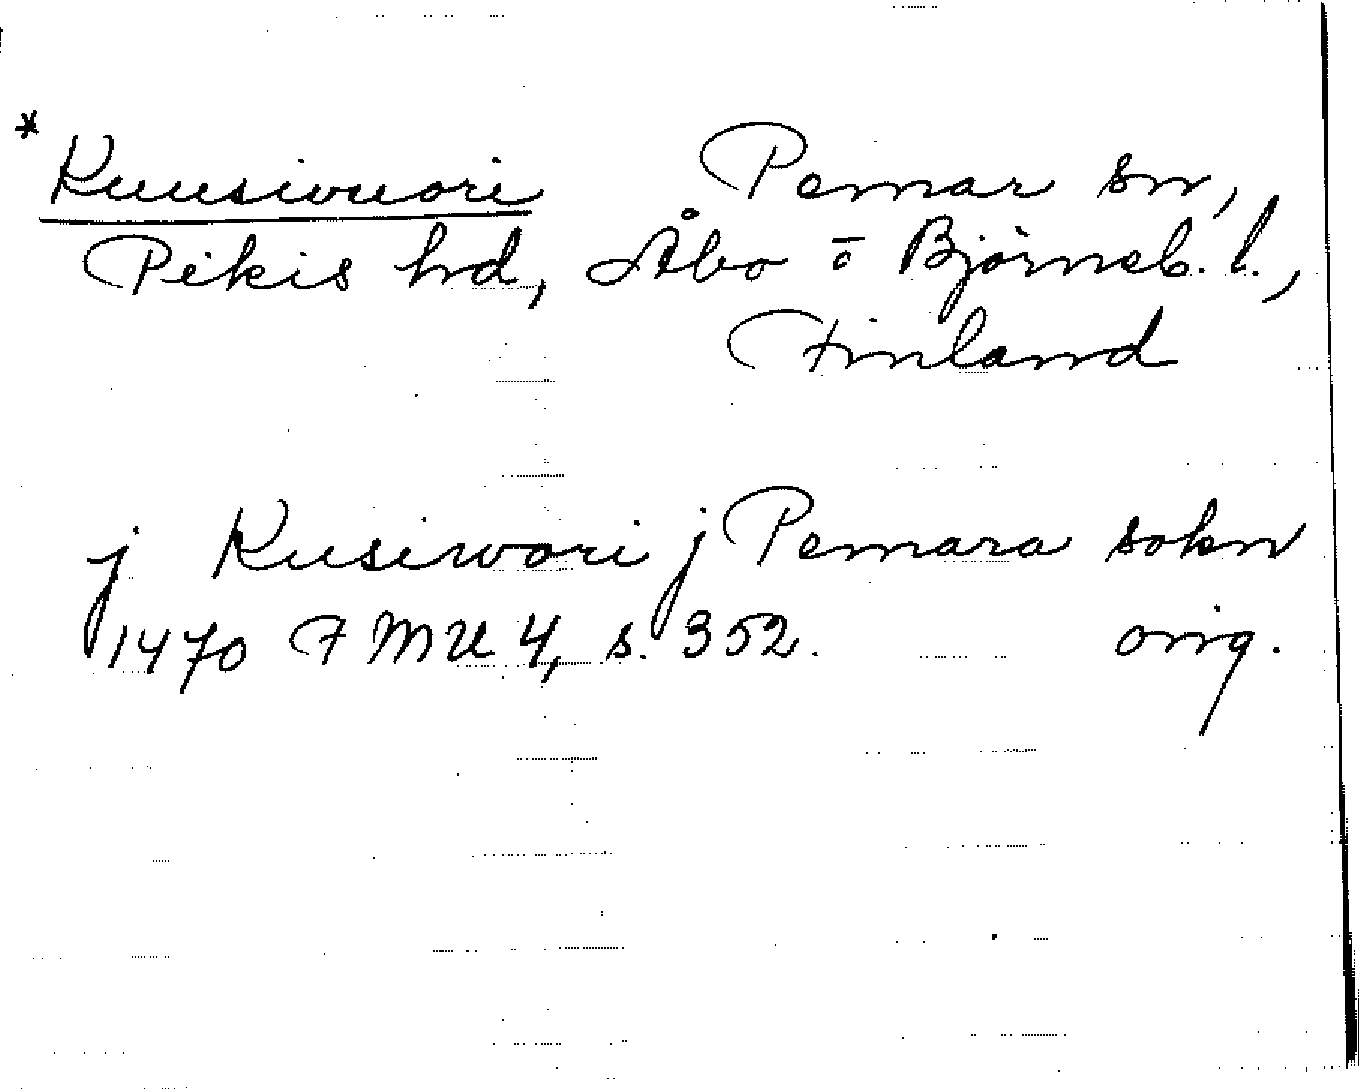 * Kuusivuori Pemar sn,
Pikis hd, Åbo o Björneb. l.,
Finland
j Kusiwori j Pemara sokn
1470 FMU 4, s. 352. orig.